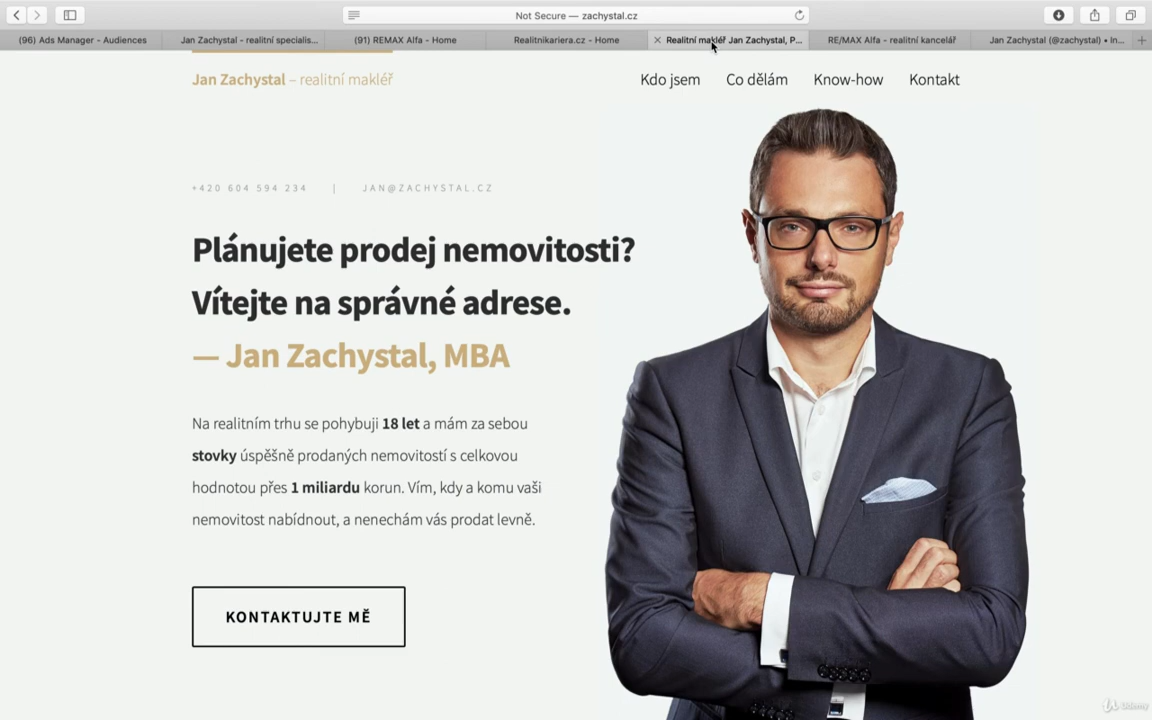 Not Secure — zachystal.cz
(96) Ads Manager - Audiences
Jan Zachystal - realitní specialis...
(91) REMAX Alfa - Home
Realitnikariera.cz - Home
Realitní makléř Jan Zachystal, P...
RE/MAX Alfa - realitní kancelář
Jan Zachystal (@zachystal) • In...
Jan Zachystal – realitní makléř
Kdo jsem
Co dělám
Know-how
Kontakt
+420 604 594 234 | JAN@ZACHYSTAL.CZ
Plánujete prodej nemovitosti?
Vítejte na správné adrese.
— Jan Zachystal, MBA
Na realitním trhu se pohybuji 18 let a mám za sebou
stovky úspěšně prodaných nemovitostí s celkovou
hodnotou přes 1 miliardu korun. Vím, kdy a komu vaši
nemovitost nabídnout, a nenechám vás prodat levně.
KONTAKTUJTE MĚ
Udemy